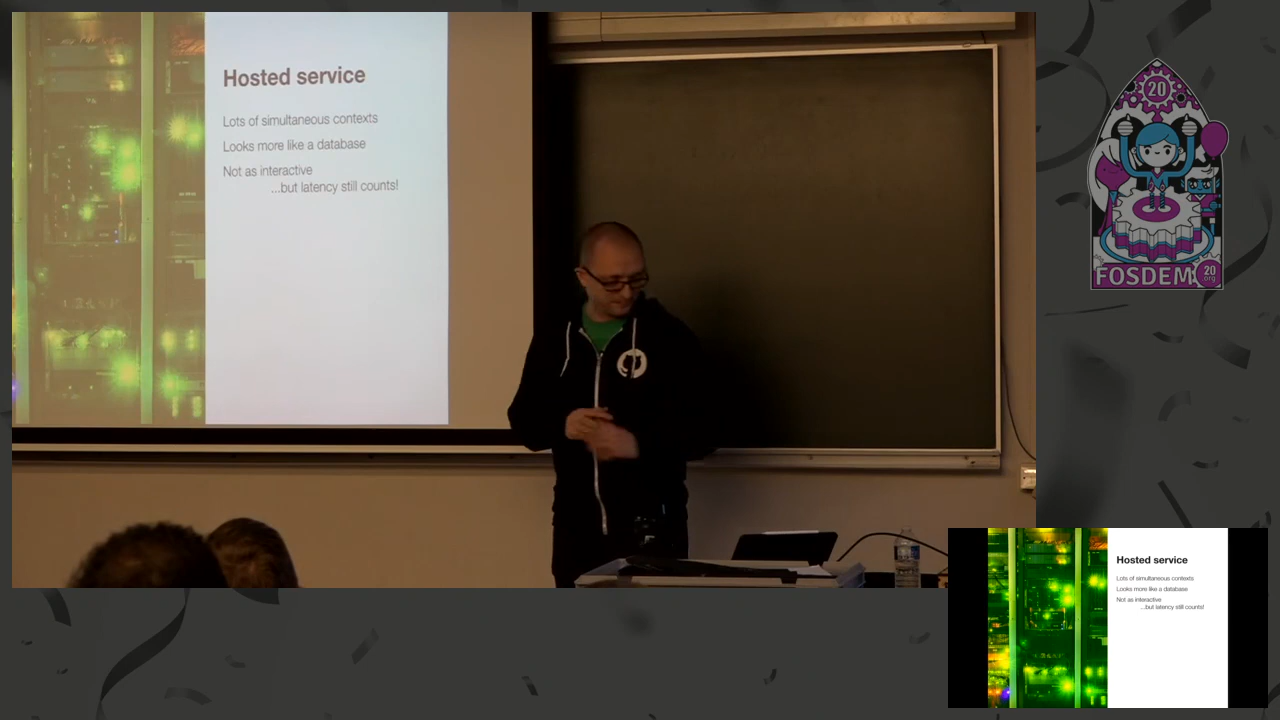 Hosted service
Lots of simultaneous contexts
Looks more like a database
Not as interactive
...but latency still counts!
20
FOSDEM
20
org
Hosted service
Lots of simultaneous contexts
Looks more like a database
Not as interactive
...but latency still counts!